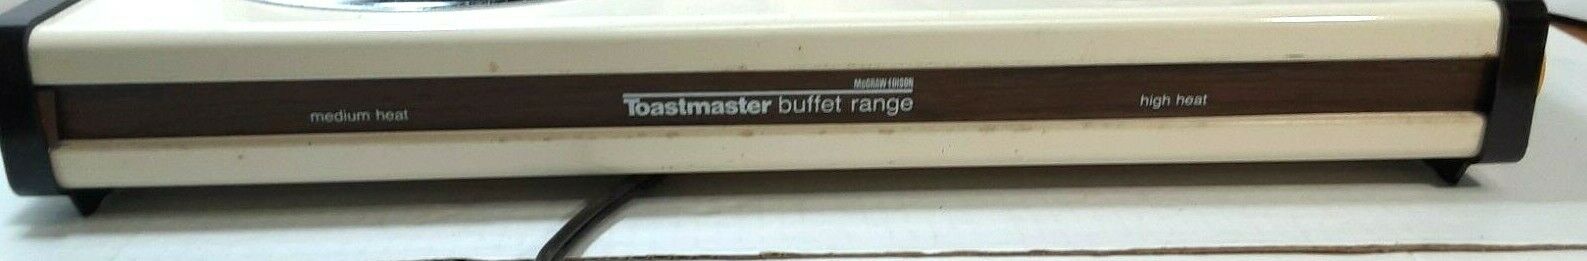 McGRAW EDISON
medium heat
Toastmaster buffet range
high heat